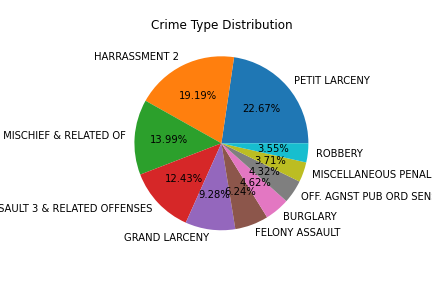 Crime Type Distribution
HARRASSMENT 2
PETIT LARCENY
22.67%
19.19%
MISCHIEF & RELATED OF
13.99%
3.55%
ROBBERY
3.71%
MISCELLANEOUS PENAL
4.32%
12.43%
4.62%
6.24%
9.28%
OFF. AGNST PUB ORD SEN
SAULT 3 & RELATED OFFENSES
BURGLARY
FELONY ASSAULT
GRAND LARCENY